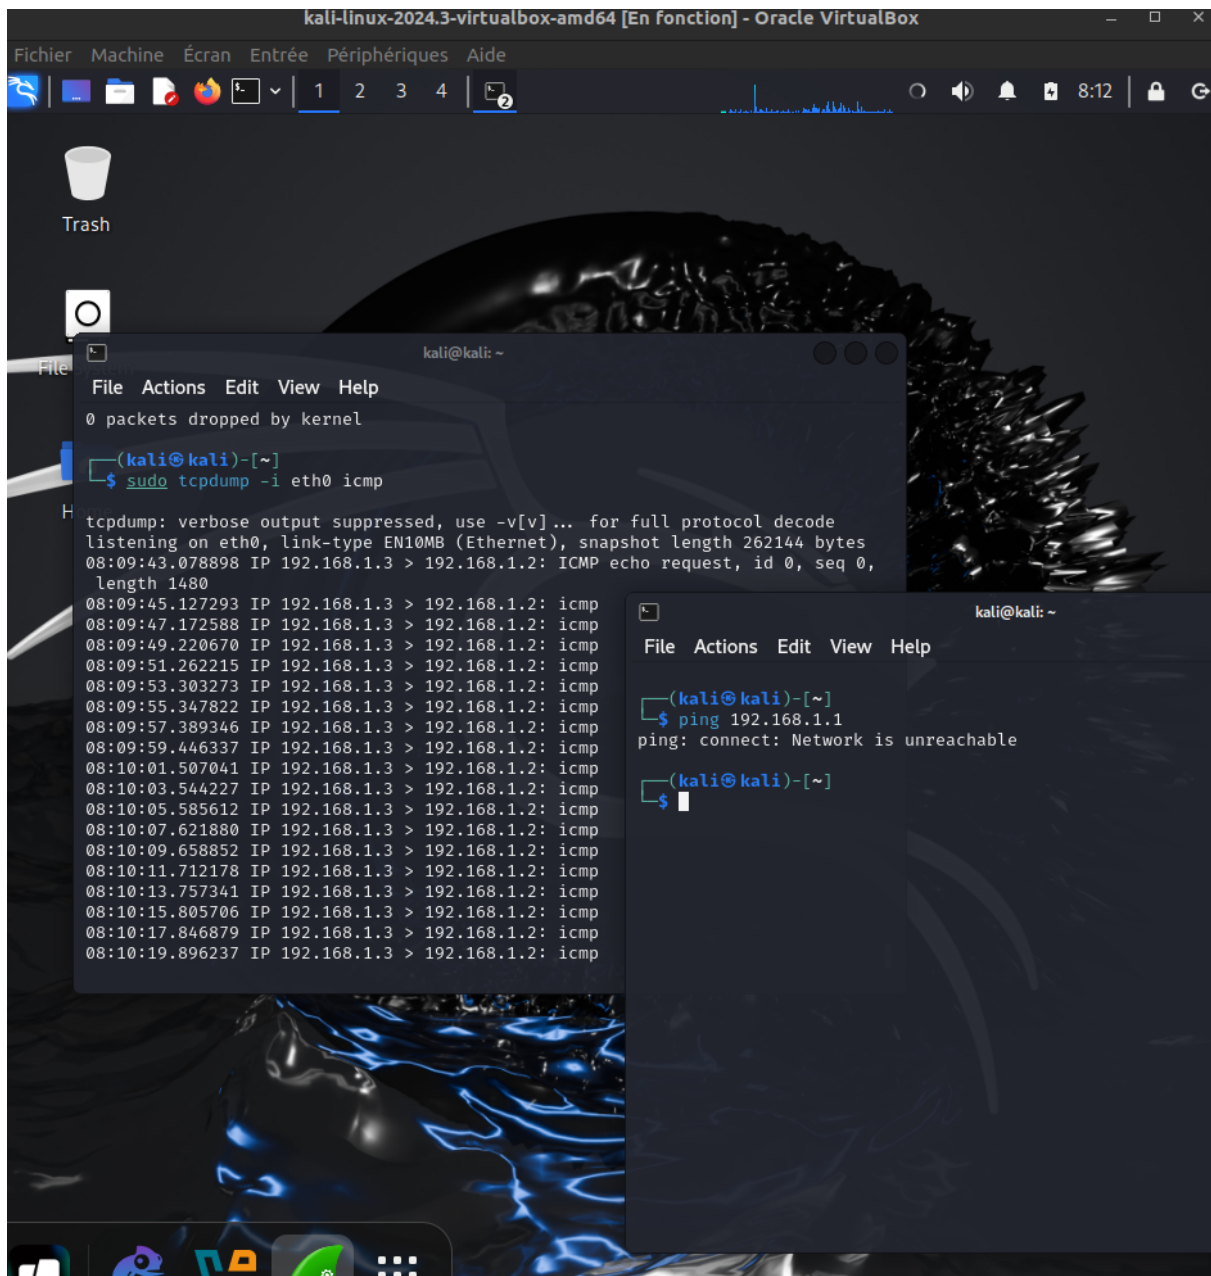 kali-linux-2024.3-virtualbox-amd64 [En fonction] - Oracle VirtualBox
Fichier Machine Écran Entrée Périphériques Aide
1 2 3 4 2 8:12
Trash
File System
kali@kali: ~
File Actions Edit View Help
0 packets dropped by kernel
┌──(kali㉿kali)-[~]
└─$ sudo tcpdump -i eth0 icmp
tcpdump: verbose output suppressed, use -v[v]... for full protocol decode
listening on eth0, link-type EN10MB (Ethernet), snapshot length 262144 bytes
08:09:43.078898 IP 192.168.1.3 > 192.168.1.2: ICMP echo request, id 0, seq 0,
length 1480
08:09:45.127293 IP 192.168.1.3 > 192.168.1.2: icmp
08:09:47.172588 IP 192.168.1.3 > 192.168.1.2: icmp
08:09:49.220670 IP 192.168.1.3 > 192.168.1.2: icmp
08:09:51.262215 IP 192.168.1.3 > 192.168.1.2: icmp
08:09:53.303273 IP 192.168.1.3 > 192.168.1.2: icmp
08:09:55.347822 IP 192.168.1.3 > 192.168.1.2: icmp
08:09:57.389346 IP 192.168.1.3 > 192.168.1.2: icmp
08:09:59.446337 IP 192.168.1.3 > 192.168.1.2: icmp
08:10:01.507041 IP 192.168.1.3 > 192.168.1.2: icmp
08:10:03.544227 IP 192.168.1.3 > 192.168.1.2: icmp
08:10:05.585612 IP 192.168.1.3 > 192.168.1.2: icmp
08:10:07.621880 IP 192.168.1.3 > 192.168.1.2: icmp
08:10:09.658852 IP 192.168.1.3 > 192.168.1.2: icmp
08:10:11.712178 IP 192.168.1.3 > 192.168.1.2: icmp
08:10:13.757341 IP 192.168.1.3 > 192.168.1.2: icmp
08:10:15.805706 IP 192.168.1.3 > 192.168.1.2: icmp
08:10:17.846879 IP 192.168.1.3 > 192.168.1.2: icmp
08:10:19.896237 IP 192.168.1.3 > 192.168.1.2: icmp
Home
kali@kali: ~
File Actions Edit View Help
┌──(kali㉿kali)-[~]
└─$ ping 192.168.1.1
ping: connect: Network is unreachable
┌──(kali㉿kali)-[~]
└─$